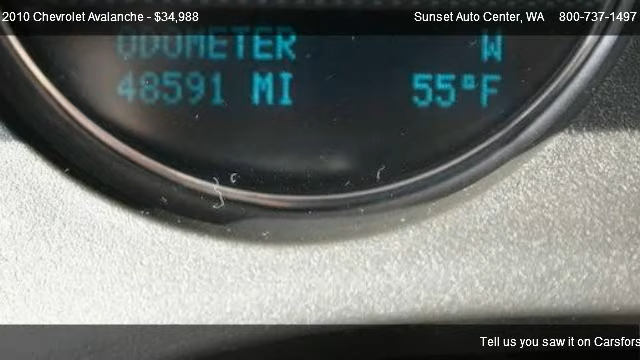 2010 Chevrolet Avalanche - $34,988
Sunset Auto Center, WA 800-737-1497
ODOMETER W
48591 MI 55°F
Tell us you saw it on Carsfors